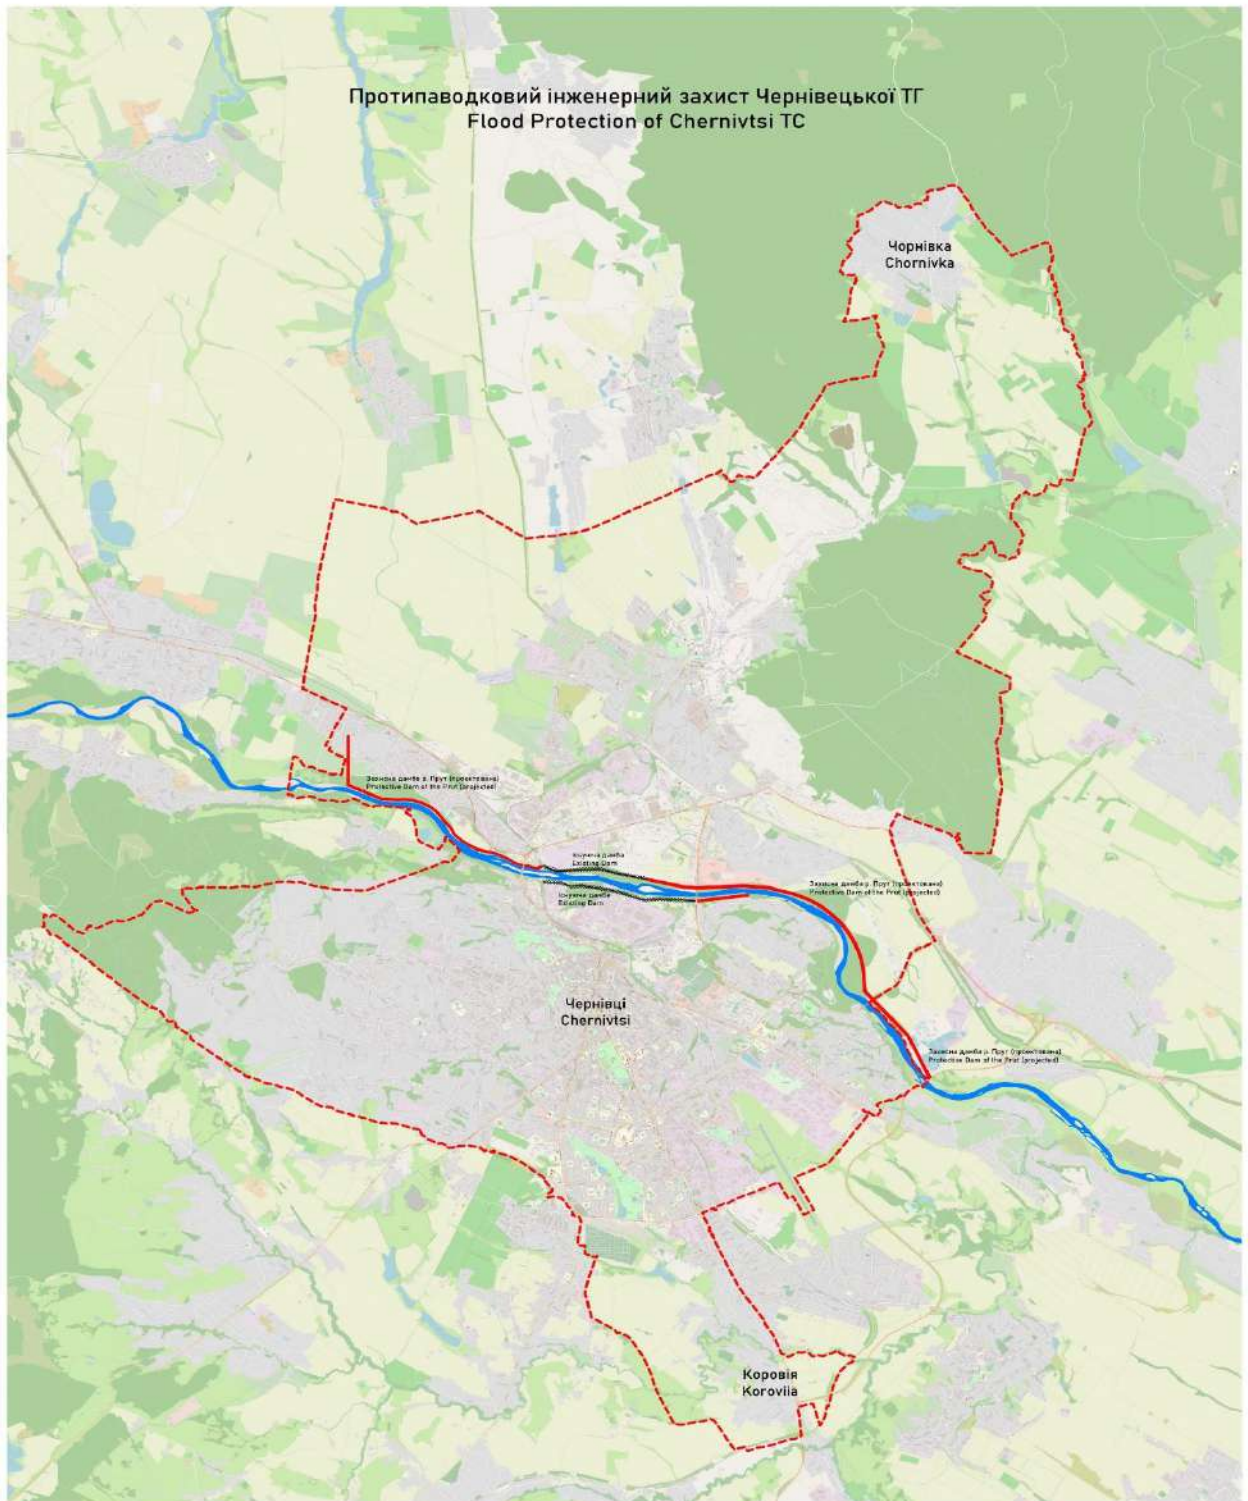 Протипаводковий інженерний захист Чернівецької ТГ
Flood Protection of Chernivtsi TC
Чорнівка
Chornivka
Захисна дамба р. Прут (проектована)
Protective Dam of the Prut (projected)
Існуюча дамба
Existing Dam
Існуюча дамба
Existing Dam
Захисна дамба р. Прут (проектована)
Protective Dam of the Prut (projected)
Чернівці
Chernivtsi
Захисна дамба р. Прут (проектована)
Protective Dam of the Prut (projected)
Коровія
Koroviia